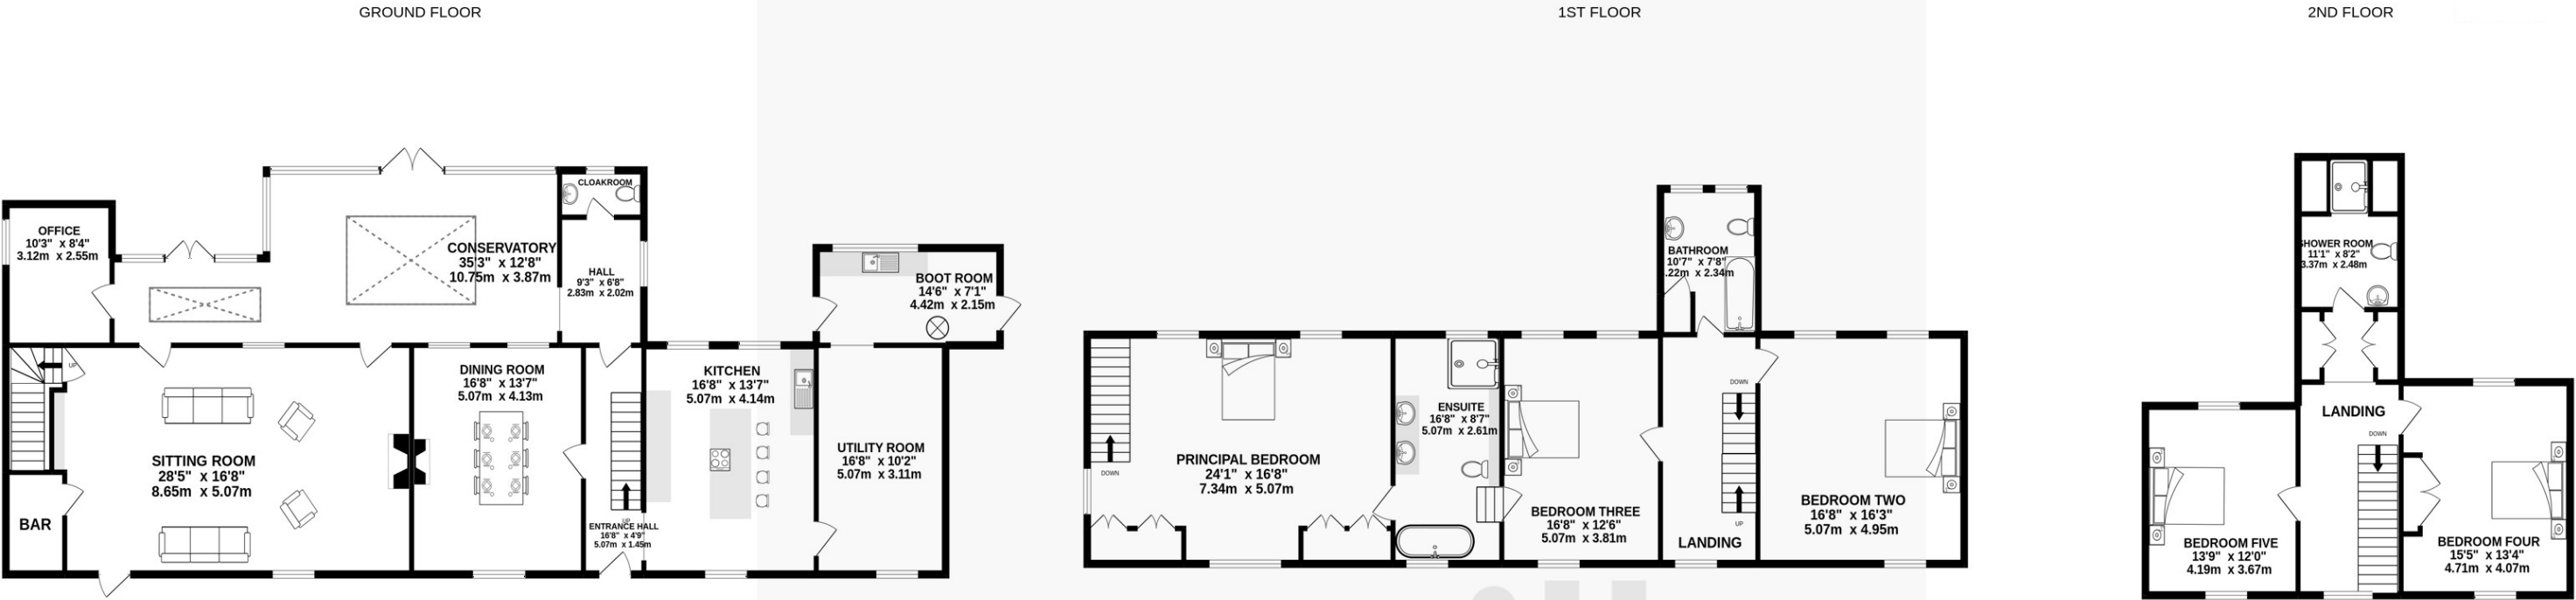 GROUND FLOOR
OFFICE
10'3" x 8'4"
3.12m x 2.55m
CONSERVATORY
35'3" x 12'8"
10.75m x 3.87m
CLOAKROOM
HALL
9'3" x 6'8"
2.83m x 2.02m
BOOT ROOM
14'6" x 7'1"
4.42m x 2.15m
UP
SITTING ROOM
28'5" x 16'8"
8.65m x 5.07m
BAR
DINING ROOM
16'8" x 13'7"
5.07m x 4.13m
UP
ENTRANCE HALL
16'8" x 4'9"
5.07m x 1.45m
KITCHEN
16'8" x 13'7"
5.07m x 4.14m
UTILITY ROOM
16'8" x 10'2"
5.07m x 3.11m
1ST FLOOR
DOWN
PRINCIPAL BEDROOM
24'1" x 16'8"
7.34m x 5.07m
ENSUITE
16'8" x 8'7"
5.07m x 2.61m
BEDROOM THREE
16'8" x 12'6"
5.07m x 3.81m
BATHROOM
10'7" x 7'8"
.22m x 2.34m
DOWN
UP
LANDING
BEDROOM TWO
16'8" x 16'3"
5.07m x 4.95m
2ND FLOOR
SHOWER ROOM
11'1" x 8'2"
3.37m x 2.48m
LANDING
DOWN
BEDROOM FIVE
13'9" x 12'0"
4.19m x 3.67m
BEDROOM FOUR
15'5" x 13'4"
4.71m x 4.07m